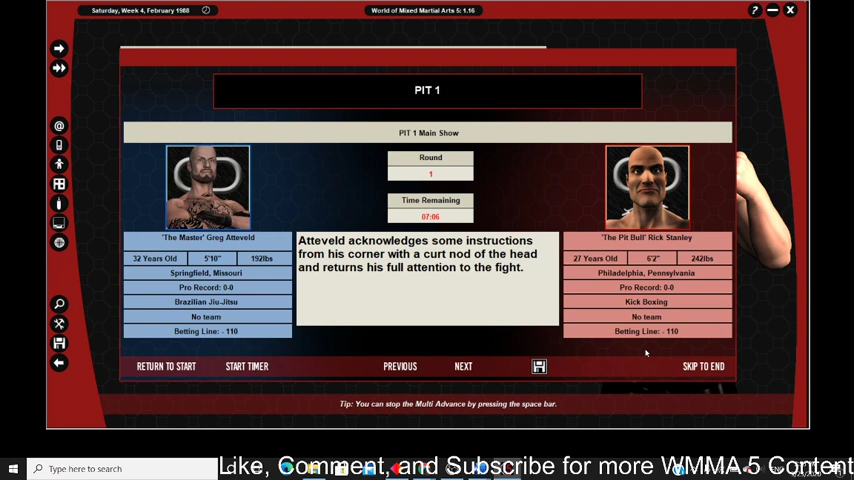 Saturday, Week 4, February 1988
World of Mixed Martial Arts 5: 1.16
?
PIT 1
PIT 1 Main Show
Round
1
Time Remaining
07:06
'The Master' Greg Atteveld
32 Years Old
5'10"
192lbs
Springfield, Missouri
Pro Record: 0-0
Brazilian Jiu-Jitsu
No team
Betting Line: - 110
Atteveld acknowledges some instructions
from his corner with a curt nod of the head
and returns his full attention to the fight.
'The Pit Bull' Rick Stanley
27 Years Old
6'2"
242lbs
Philadelphia, Pennsylvania
Pro Record: 0-0
Kick Boxing
No team
Betting Line: - 110
RETURN TO START
START TIMER
PREVIOUS
NEXT
SKIP TO END
Tip: You can stop the Multi Advance by pressing the space bar.
Type here to search
Like, Comment, and Subscribe for more WMMA 5 Content